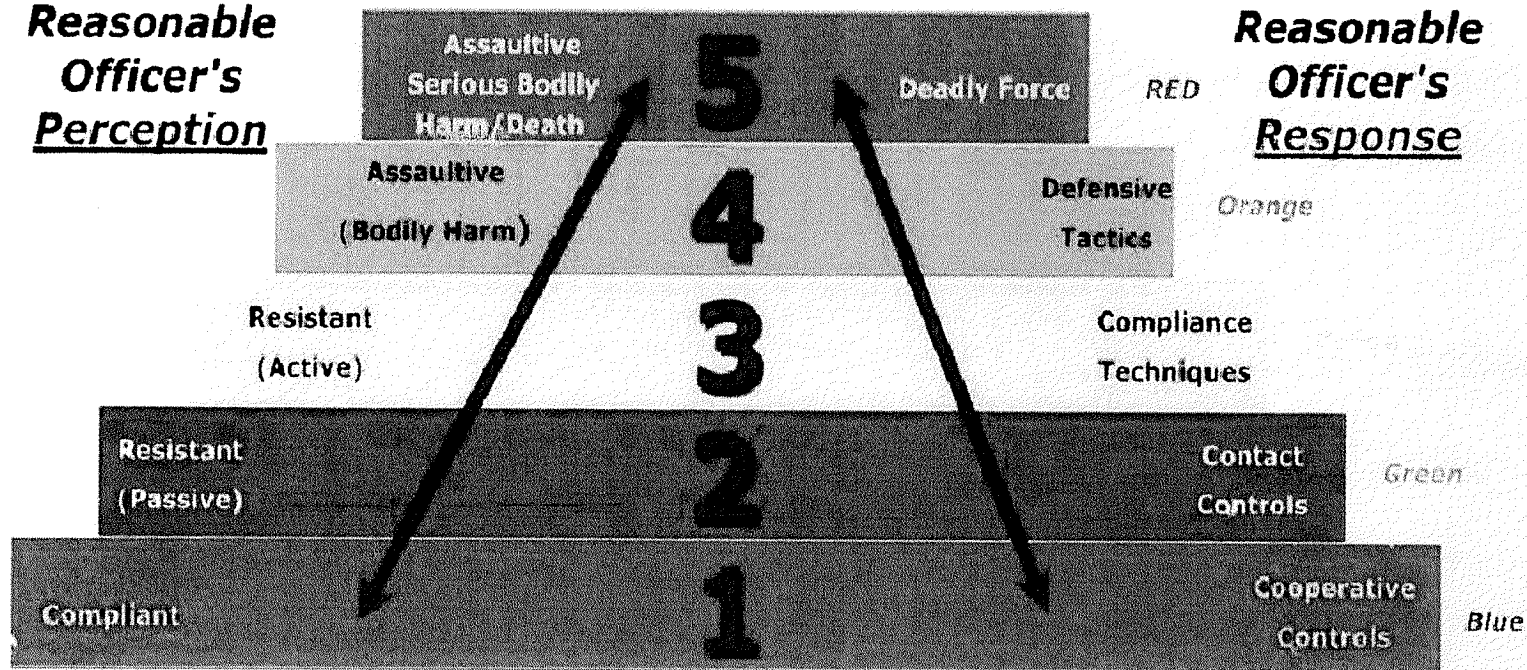 Reasonable
Officer's
Perception
Reasonable
Officer's
Response
Assaultive
Serious Bodily
Harm/Death
5
Deadly Force
RED
Assaultive
(Bodily Harm)
4
Defensive
Tactics
Orange
Resistant
(Active)
3
Compliance
Techniques
Resistant
(Passive)
2
Contact
Controls
Green
Compliant
1
Cooperative
Controls
Blue